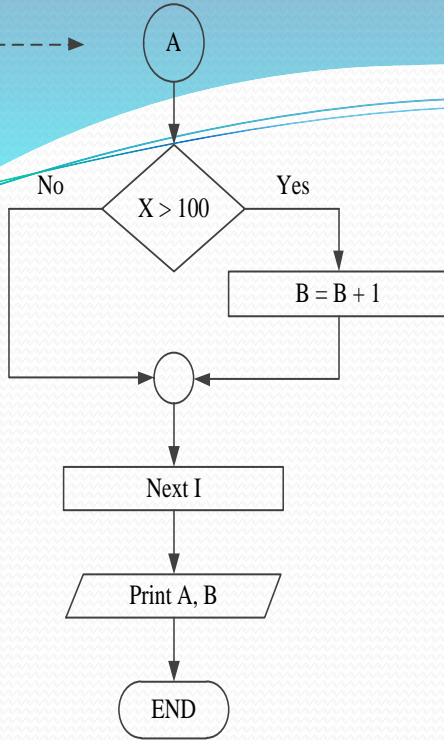 A
No
Yes
X > 100
B = B + 1
Next I
Print A, B
END